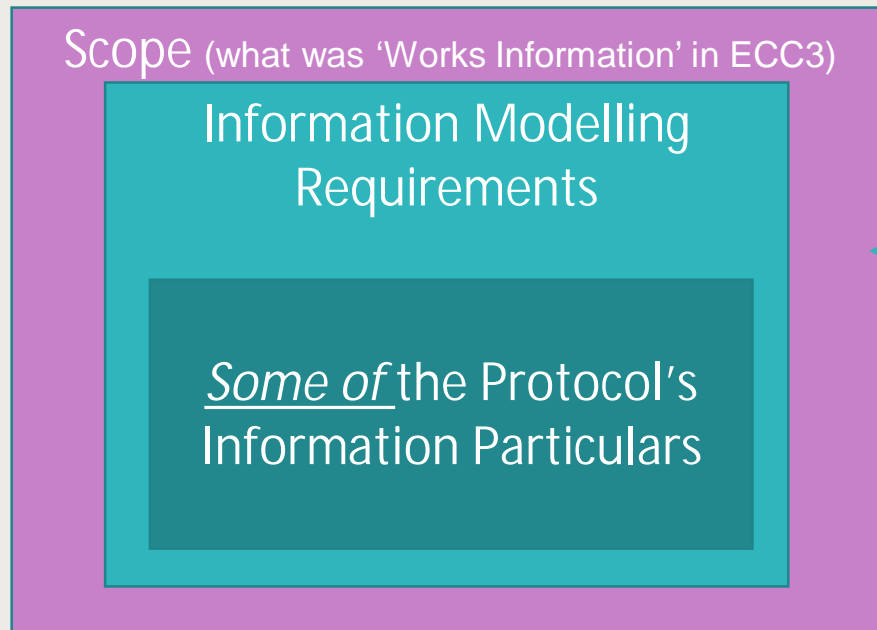 Scope (what was ‘Works Information’ in ECC3)
Information Modelling
Requirements
Some of the Protocol’s
Information Particulars